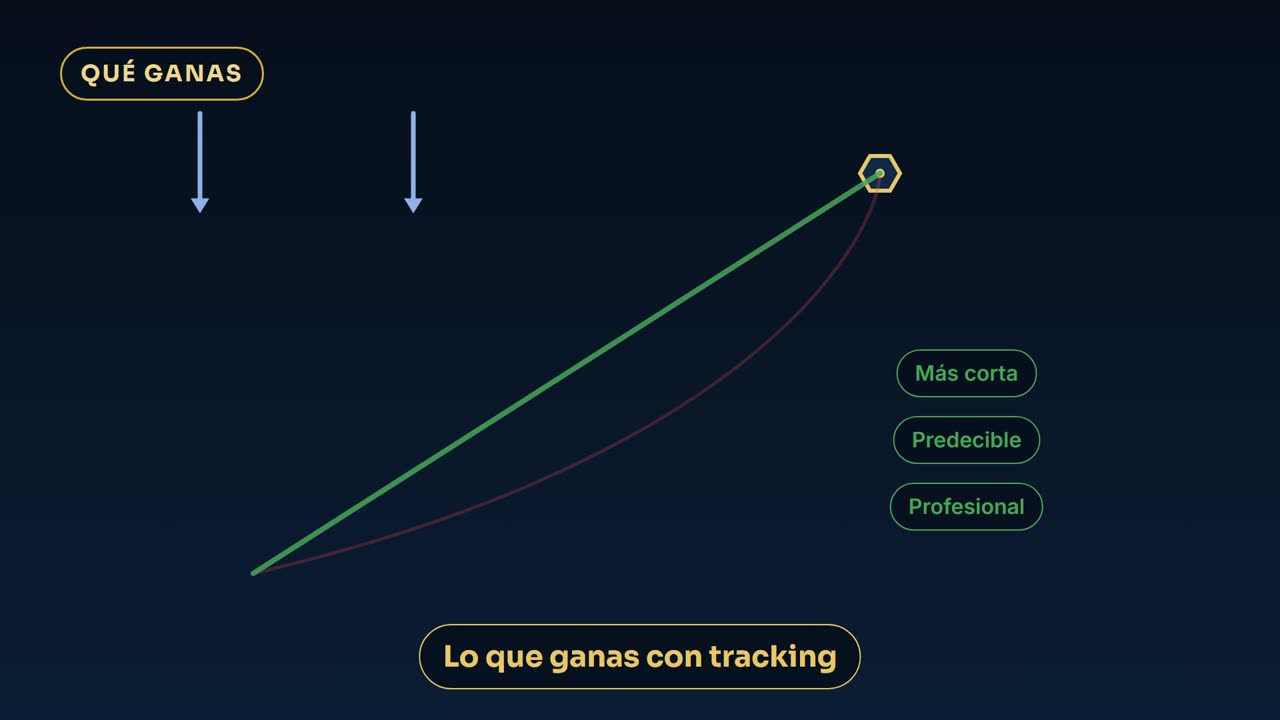 QUÉ GANAS
Más corta
Predecible
Profesional
Lo que ganas con tracking